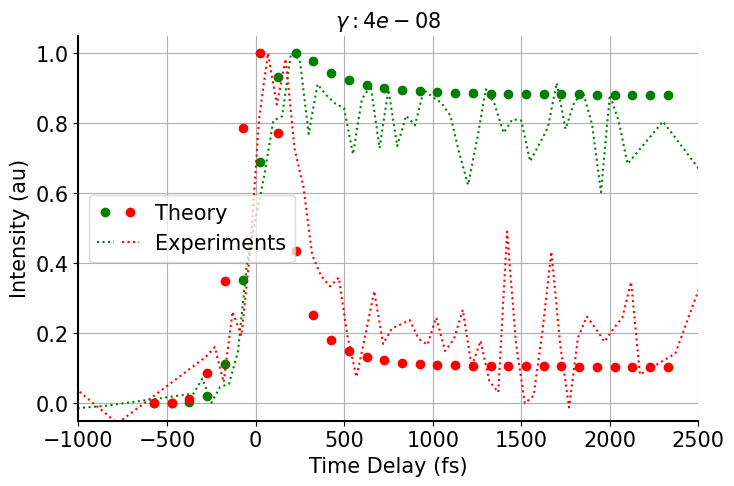 γ : 4e − 08
Intensity (au)
1.0
0.8
0.6
0.4
0.2
0.0
Theory
Experiments
−1000 −500 0 500 1000 1500 2000 2500
Time Delay (fs)